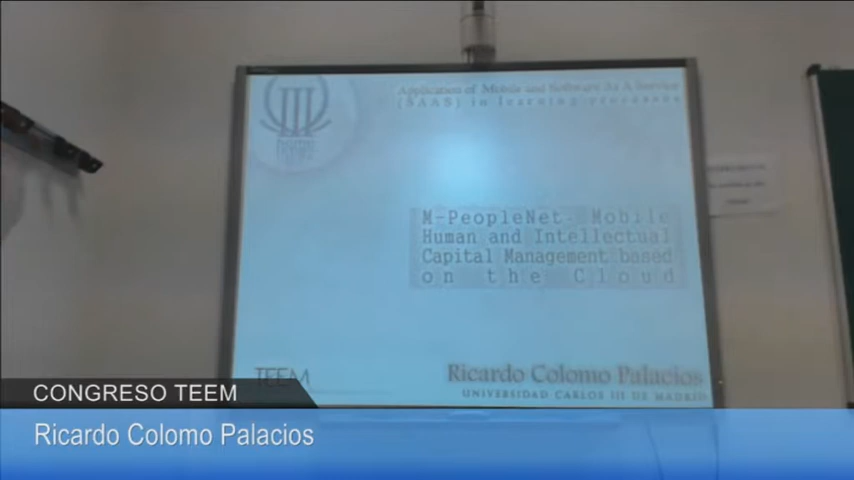 Application of Mobile and Software As A Service
(SAAS) in learning processes
M-PeopleNet. Mobile
Human and Intellectual
Capital Management based
on the Cloud
TEEM
Ricardo Colomo Palacios
UNIVERSIDAD CARLOS III DE MADRID
CONGRESO TEEM
Ricardo Colomo Palacios